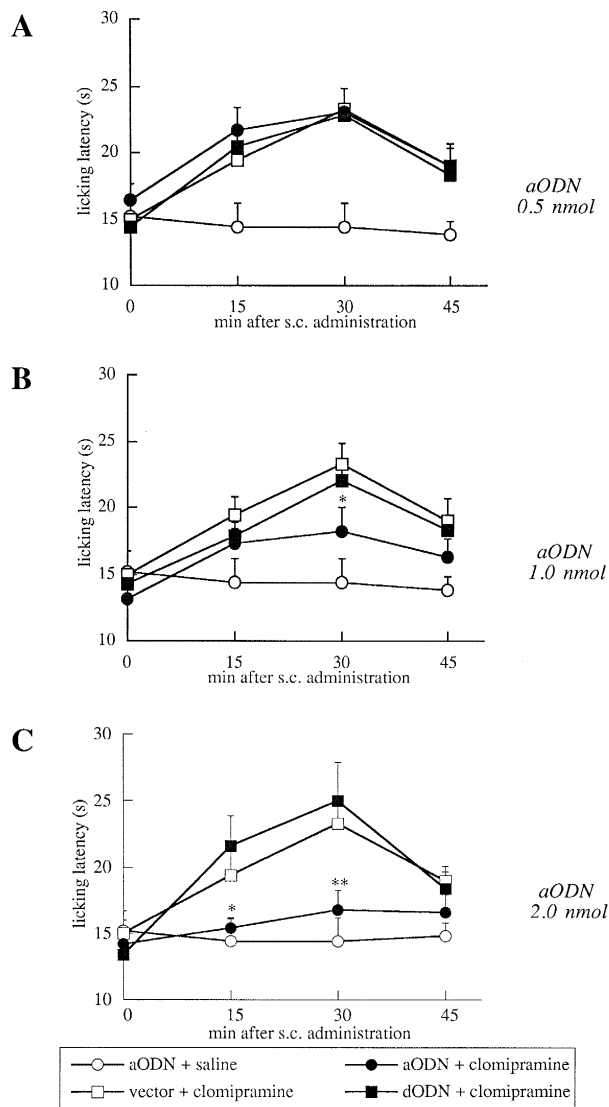 A
30
25
20
15
10
licking latency (s)
0 15 30 45
min after s.c. administration
aODN
0.5 nmol
B
30
25
20
15
10
licking latency (s)
*
0 15 30 45
min after s.c. administration
aODN
1.0 nmol
C
30
25
20
15
10
licking latency (s)
*
**
0 15 30 45
min after s.c. administration
aODN
2.0 nmol
aODN + saline
aODN + clomipramine
vector + clomipramine
dODN + clomipramine